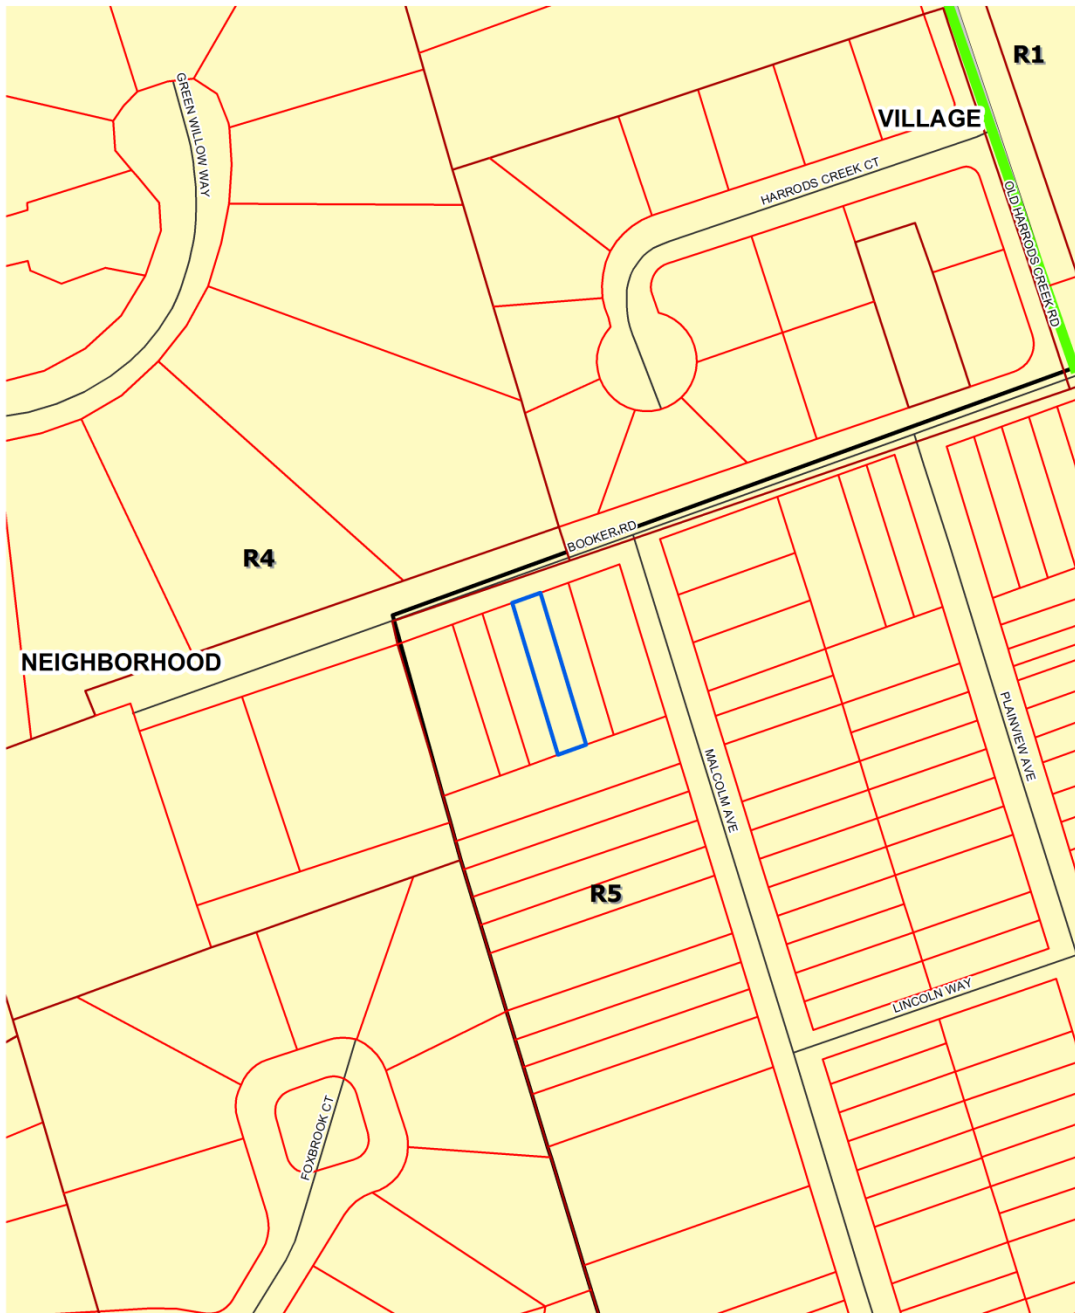 R1
VILLAGE
GREEN WILLOW WAY
HARRODS CREEK CT
OLD HARRODS CREEK RD
BOOKER RD
R4
NEIGHBORHOOD
PLAINVIEW AVE
MALCOLM AVE
R5
LINCOLN WAY
FOXBROOK CT